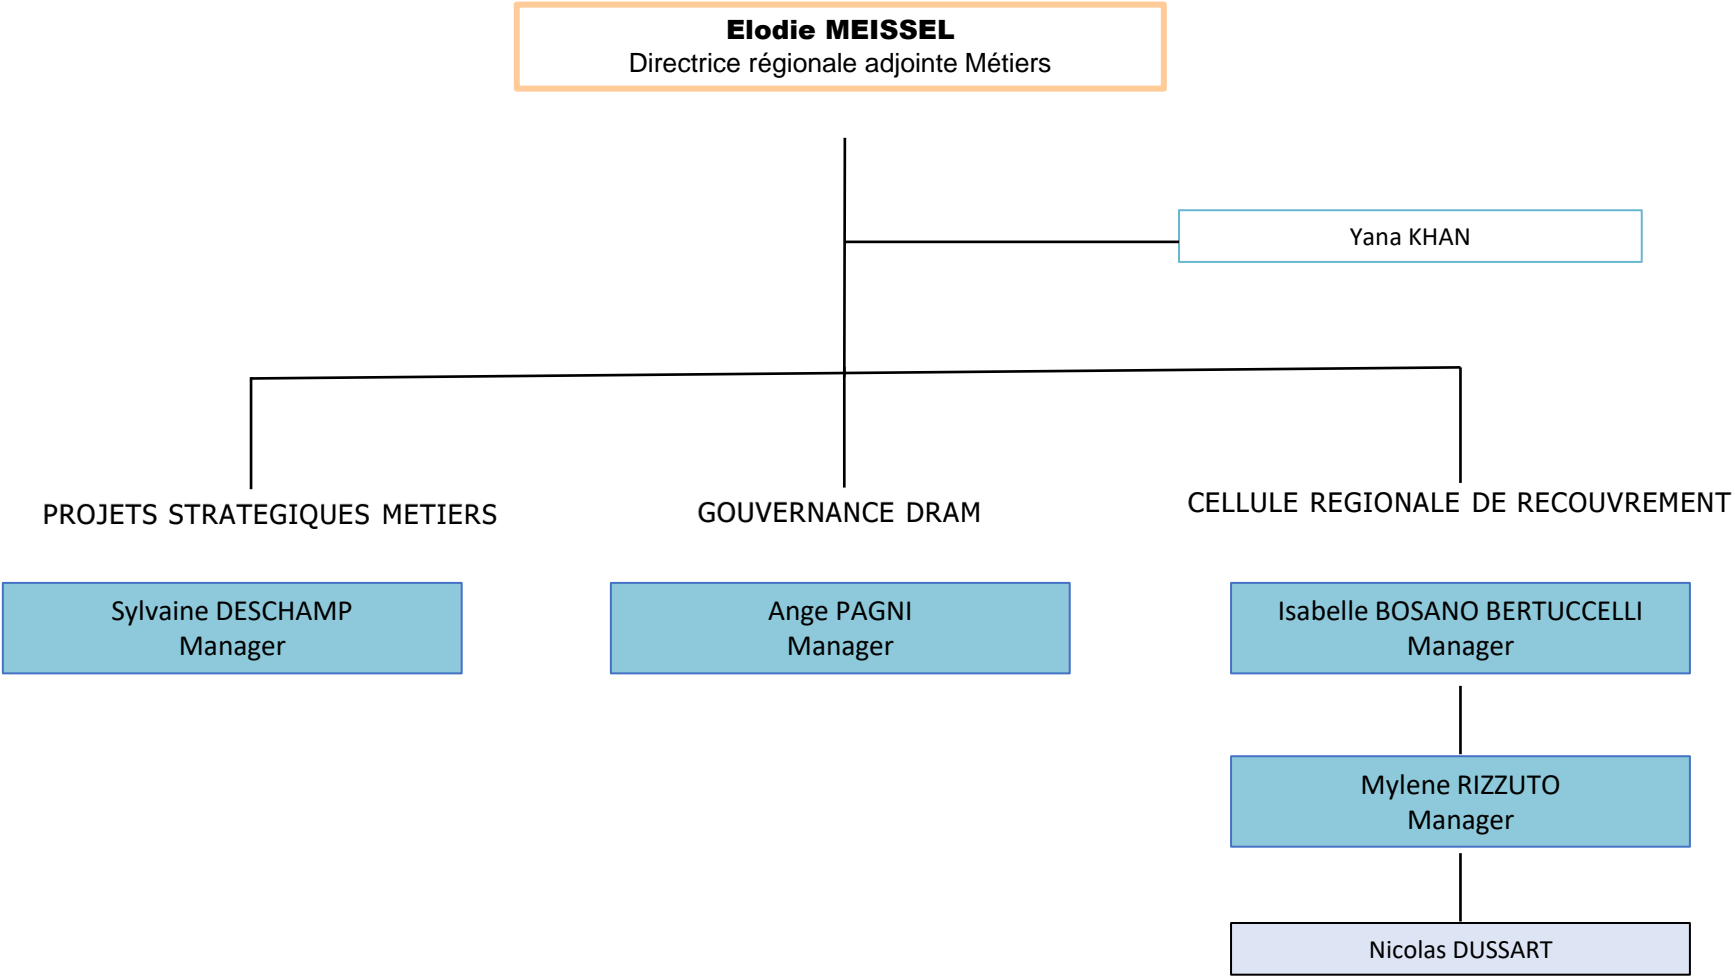 Elodie MEISSEL
Directrice régionale adjointe Métiers
Yana KHAN
PROJETS STRATEGIQUES METIERS
GOUVERNANCE DRAM
CELLULE REGIONALE DE RECOUVREMENT
Sylvaine DESCHAMP
Manager
Ange PAGNI
Manager
Isabelle BOSANO BERTUCCELLI
Manager
Mylene RIZZUTO
Manager
Nicolas DUSSART